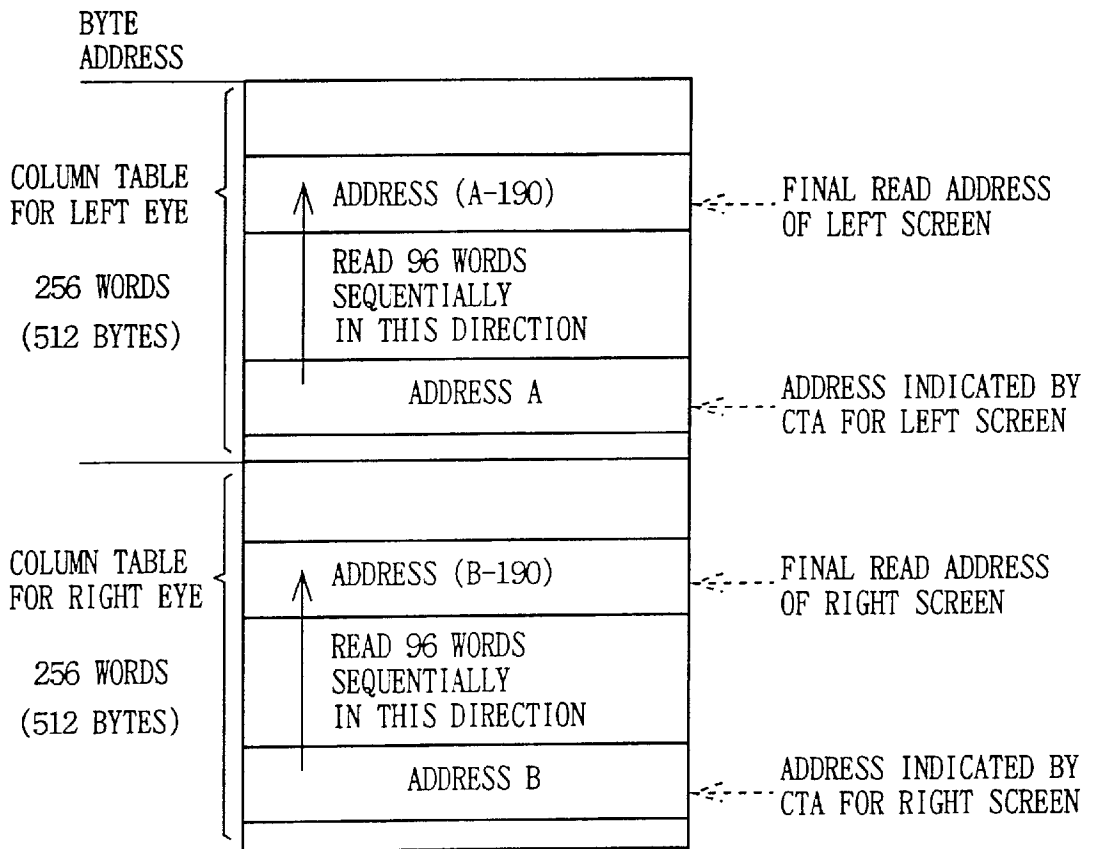 BYTE
ADDRESS
COLUMN TABLE
FOR LEFT EYE
256 WORDS
(512 BYTES)
ADDRESS (A-190)
READ 96 WORDS
SEQUENTIALLY
IN THIS DIRECTION
ADDRESS A
FINAL READ ADDRESS
OF LEFT SCREEN
ADDRESS INDICATED BY
CTA FOR LEFT SCREEN
COLUMN TABLE
FOR RIGHT EYE
256 WORDS
(512 BYTES)
ADDRESS (B-190)
READ 96 WORDS
SEQUENTIALLY
IN THIS DIRECTION
ADDRESS B
FINAL READ ADDRESS
OF RIGHT SCREEN
ADDRESS INDICATED BY
CTA FOR RIGHT SCREEN